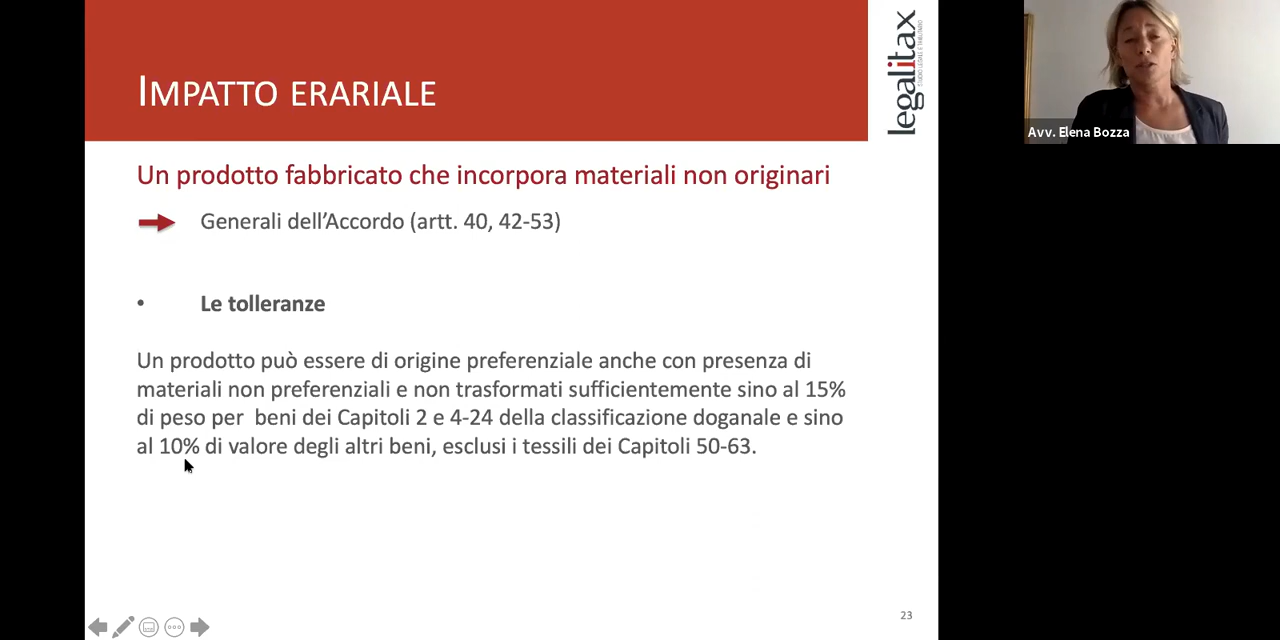 IMPATTO ERARIALE
legalitax
Avv. Elena Bozza
Un prodotto fabbricato che incorpora materiali non originari
Generali dell’Accordo (artt. 40, 42-53)
• Le tolleranze
Un prodotto può essere di origine preferenziale anche con presenza di
materiali non preferenziali e non trasformati sufficientemente sino al 15%
di peso per beni dei Capitoli 2 e 4-24 della classificazione doganale e sino
al 10% di valore degli altri beni, esclusi i tessili dei Capitoli 50-63.
23